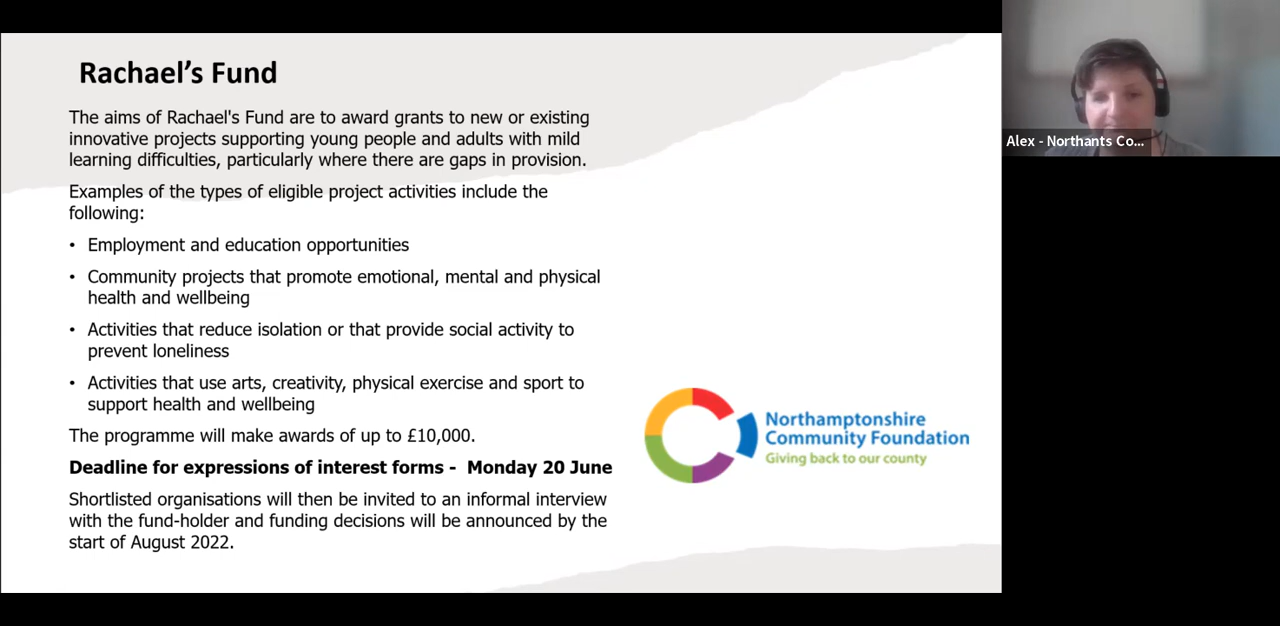 Rachael’s Fund
The aims of Rachael's Fund are to award grants to new or existing
innovative projects supporting young people and adults with mild
learning difficulties, particularly where there are gaps in provision.
Examples of the types of eligible project activities include the
following:
• Employment and education opportunities
• Community projects that promote emotional, mental and physical
health and wellbeing
• Activities that reduce isolation or that provide social activity to
prevent loneliness
• Activities that use arts, creativity, physical exercise and sport to
support health and wellbeing
The programme will make awards of up to £10,000.
Deadline for expressions of interest forms - Monday 20 June
Shortlisted organisations will then be invited to an informal interview
with the fund-holder and funding decisions will be announced by the
start of August 2022.
Northamptonshire
Community Foundation
Giving back to our county
Alex - Northants Co...